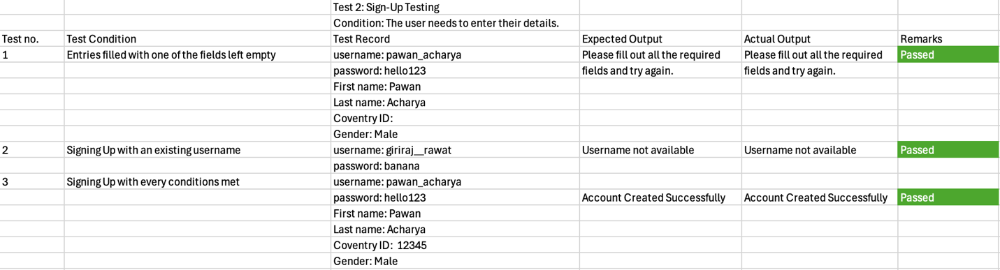 Test 2: Sign-Up Testing
Condition: The user needs to enter their details.
Test no. Test Condition Test Record Expected Output Actual Output Remarks
1 Entries filled with one of the fields left empty username: pawan_acharya Please fill out all the required Please fill out all the required Passed
password: hello123 fields and try again. fields and try again.
First name: Pawan
Last name: Acharya
Coventry ID:
Gender: Male
2 Signing Up with an existing username username: giriraj__rawat Username not available Username not available Passed
password: banana
3 Signing Up with every conditions met username: pawan_acharya
password: hello123 Account Created Successfully Account Created Successfully Passed
First name: Pawan
Last name: Acharya
Coventry ID: 12345
Gender: Male